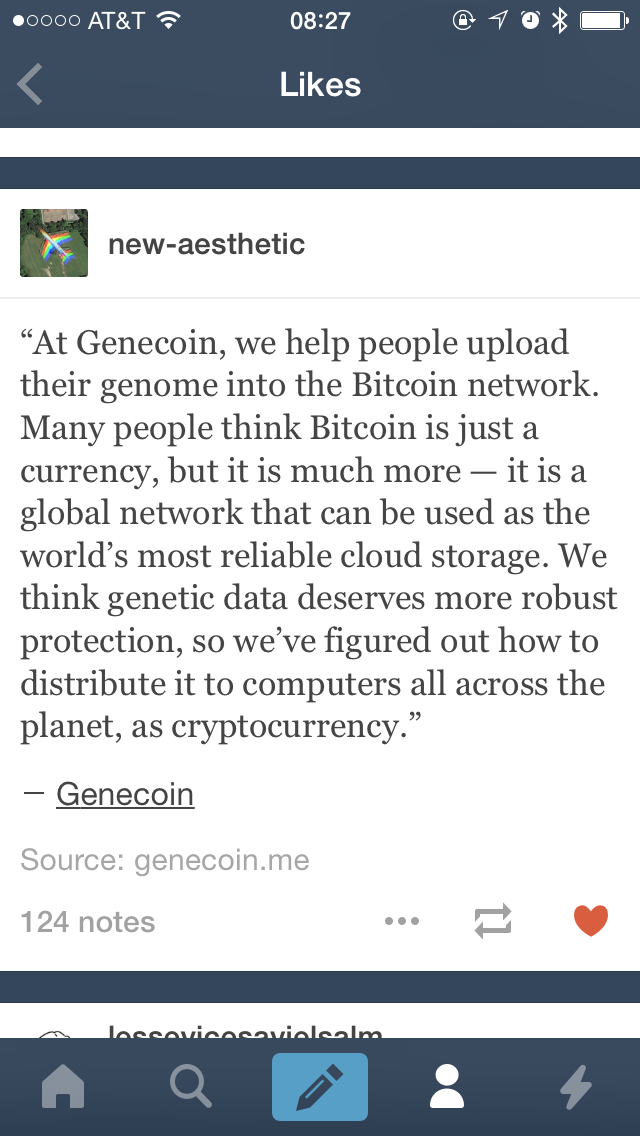 AT&T 08:27
Likes
new-aesthetic
“At Genecoin, we help people upload
their genome into the Bitcoin network.
Many people think Bitcoin is just a
currency, but it is much more — it is a
global network that can be used as the
world’s most reliable cloud storage. We
think genetic data deserves more robust
protection, so we’ve figured out how to
distribute it to computers all across the
planet, as cryptocurrency.”
— Genecoin
Source: genecoin.me
124 notes